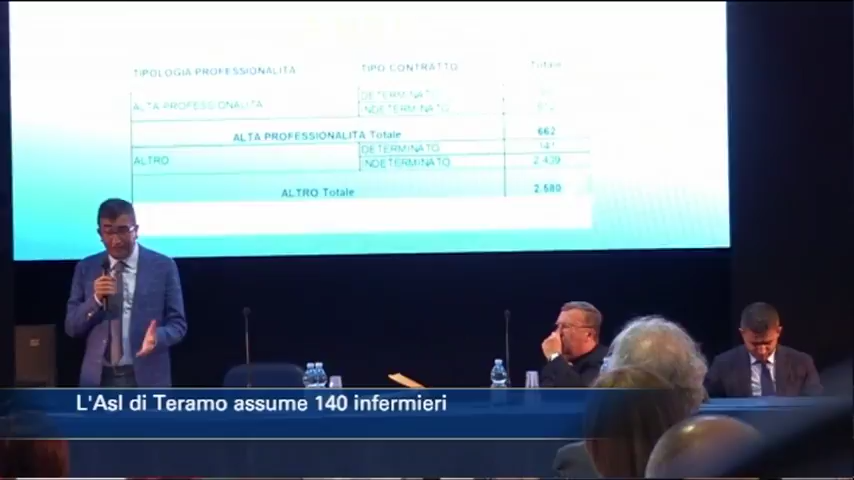 TIPOLOGIA PROFESSIONALITA TIPO CONTRATTO Totale
ALTA PROFESSIONALITA DETERMINATO
INDETERMINATO
ALTA PROFESSIONALITA Totale 662
ALTRO DETERMINATO 141
INDETERMINATO 2.439
ALTRO Totale 2.580
L'Asl di Teramo assume 140 infermieri